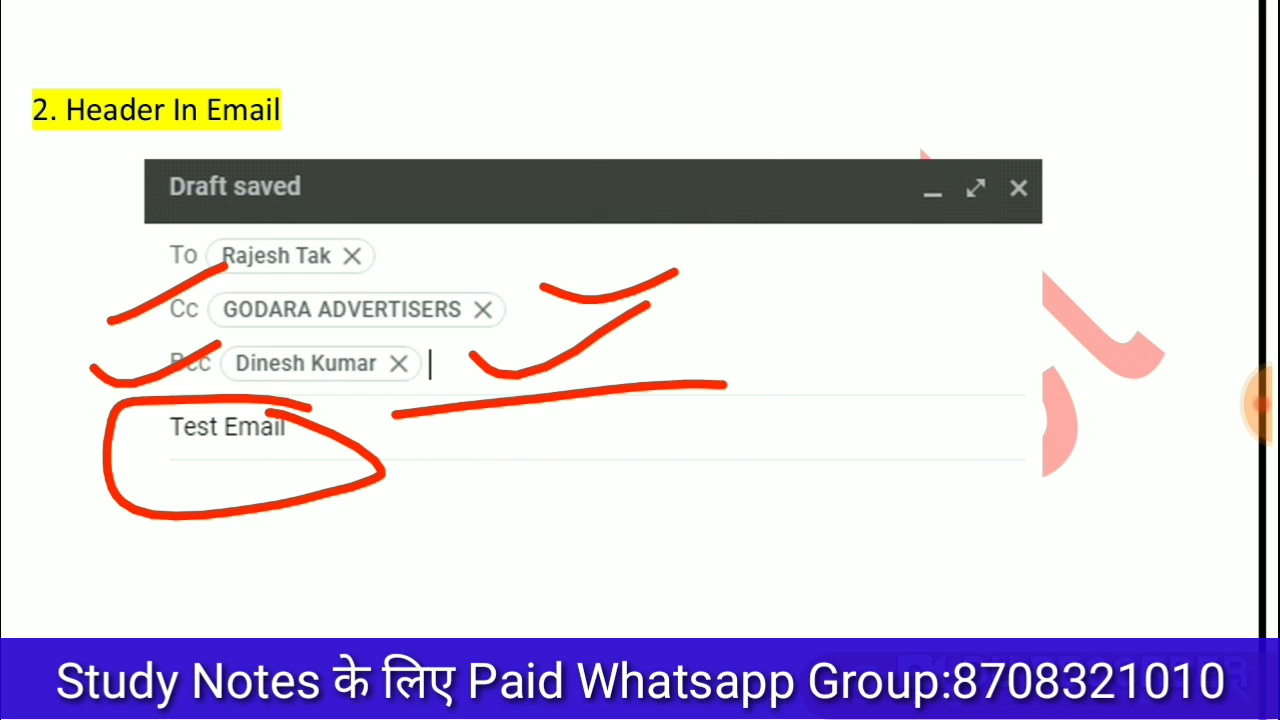 2. Header In Email
Draft saved
To Rajesh Tak
Cc GODARA ADVERTISERS
Bcc Dinesh Kumar
Test Email
Study Notes के लिए Paid Whatsapp Group:8708321010